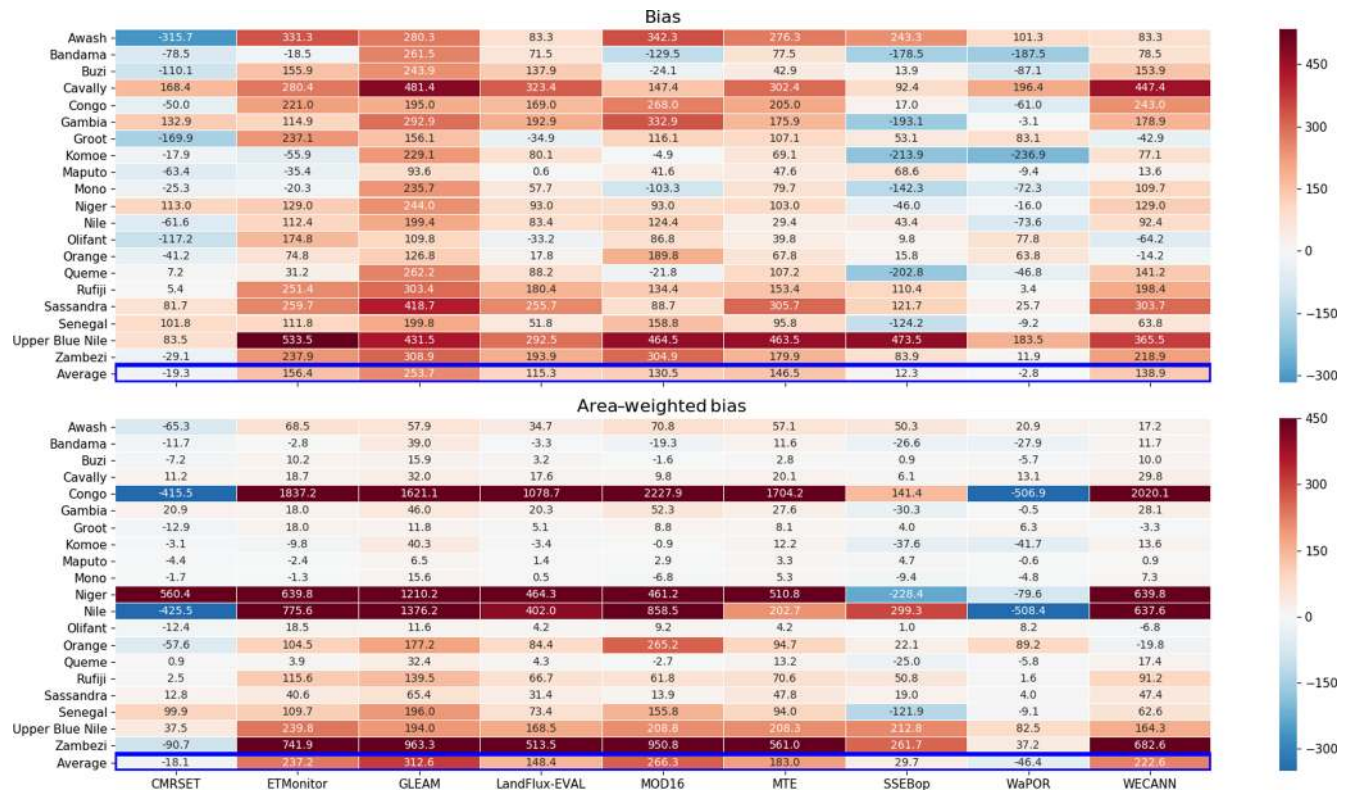 Bias
Awash -315.7 331.3 280.3 83.3 342.3 276.3 243.3 101.3 83.3
Bandama -78.5 -18.5 261.5 71.5 -129.5 77.5 -178.5 -187.5 78.5
Buzi -110.1 155.9 243.9 137.9 -24.1 42.9 13.9 -87.1 153.9
450
Cavally 168.4 280.4 481.4 323.4 147.4 302.4 92.4 196.4 447.4
Congo -50.0 221.0 195.0 169.0 268.0 205.0 17.0 -61.0 243.0
Gambia 132.9 114.9 292.9 192.9 332.9 175.9 -193.1 -3.1 178.9
300
Groot -169.9 237.1 156.1 -34.9 116.1 107.1 53.1 83.1 -42.9
Komoe -17.9 -55.9 229.1 80.1 -4.9 69.1 -213.9 -236.9 77.1
Maputo -63.4 -35.4 93.6 0.6 41.6 47.6 68.6 -9.4 13.6
150
Mono -25.3 -20.3 235.7 57.7 -103.3 79.7 -142.3 -72.3 109.7
Niger 113.0 129.0 244.0 93.0 93.0 103.0 -46.0 -16.0 129.0
Nile -61.6 112.4 199.4 83.4 124.4 29.4 43.4 -73.6 92.4
0
Olifant -117.2 174.8 109.8 -33.2 86.8 39.8 9.8 77.8 -64.2
Orange -41.2 74.8 126.8 17.8 189.8 67.8 15.8 63.8 -14.2
Queme 7.2 31.2 262.2 88.2 -21.8 107.2 -202.8 -46.8 141.2
-150
Rufiji 5.4 251.4 303.4 180.4 134.4 153.4 110.4 3.4 198.4
Sassandra 81.7 259.7 418.7 255.7 88.7 305.7 121.7 25.7 303.7
Senegal 101.8 111.8 199.8 51.8 158.8 95.8 -124.2 -9.2 63.8
Upper Blue Nile 83.5 533.5 431.5 292.5 464.5 463.5 473.5 183.5 365.5
Zambezi -29.1 237.9 308.9 193.9 304.9 179.9 83.9 11.9 218.9
Average -19.3 156.4 253.7 115.3 130.5 146.5 12.3 -2.8 138.9
-300
Area-weighted bias
450
Awash -65.3 68.5 57.9 34.7 70.8 57.1 50.3 20.9 17.2
Bandama -11.7 -2.8 39.0 -3.3 -19.3 11.6 -26.6 -27.9 11.7
Buzi -7.2 10.2 15.9 3.2 -1.6 2.8 0.9 -5.7 10.0
Cavally 11.2 18.7 32.0 17.6 9.8 20.1 6.1 13.1 29.8
300
Congo -415.5 1837.2 1621.1 1078.7 2227.9 1704.2 141.4 -506.9 2020.1
Gambia 20.9 18.0 46.0 20.3 52.3 27.6 -30.3 -0.5 28.1
Groot -12.9 18.0 11.8 5.1 8.8 8.1 4.0 6.3 -3.3
Komoe -3.1 -9.8 40.3 -3.4 -0.9 12.2 -37.6 -41.7 13.6
150
Maputo -4.4 -2.4 6.5 1.4 2.9 3.3 4.7 -0.6 0.9
Mono -1.7 -1.3 15.6 0.5 -6.8 5.3 -9.4 -4.8 7.3
Niger 560.4 639.8 1210.2 464.3 461.2 510.8 -228.4 -79.6 639.8
0
Nile -425.5 775.6 1376.2 402.0 858.5 202.7 299.3 -508.4 637.6
Olifant -12.4 18.5 11.6 4.2 9.2 4.2 1.0 8.2 -6.8
Orange -57.6 104.5 177.2 84.4 265.2 94.7 22.1 89.2 -19.8
Queme 0.9 3.9 32.4 4.3 -2.7 13.2 -25.0 -5.8 17.4
-150
Rufiji 2.5 115.6 139.5 66.7 61.8 70.6 50.8 1.6 91.2
Sassandra 12.8 40.6 65.4 31.4 13.9 47.8 19.0 4.0 47.4
Senegal 99.9 109.7 196.0 73.4 155.8 94.0 -121.9 -9.1 62.6
Upper Blue Nile 37.5 239.8 194.0 168.5 208.8 208.3 212.8 82.5 164.3
-300
Zambezi -90.7 741.9 963.3 513.5 950.8 561.0 261.7 37.2 682.6
Average -18.1 237.2 312.6 148.4 266.3 183.0 29.7 -46.4 222.6
CMRSET ETMonitor GLEAM LandFlux-EVAL MOD16 MTE SSEBop WaPOR WECANN